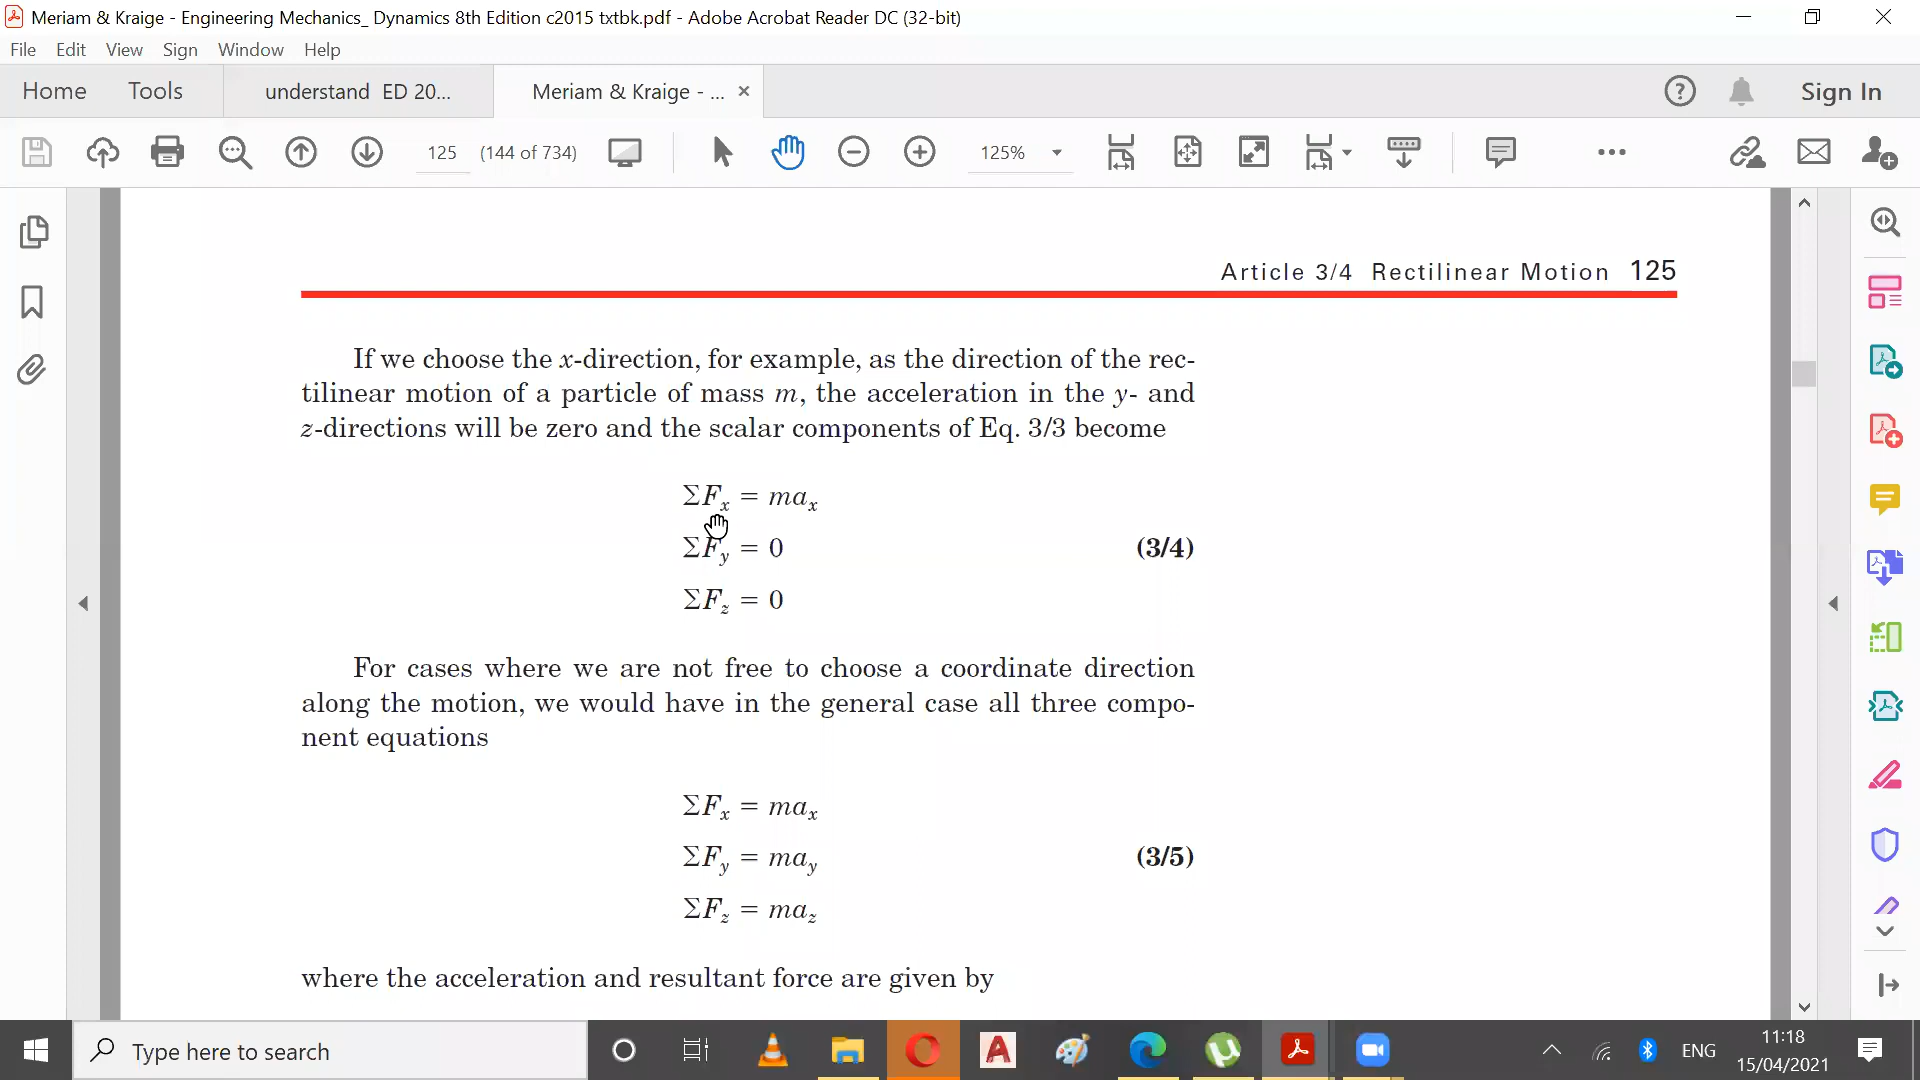 Meriam & Kraige - Engineering Mechanics_ Dynamics 8th Edition c2015 txtbk.pdf - Adobe Acrobat Reader DC (32-bit)
File Edit View Sign Window Help
Home Tools understand ED 20... Meriam & Kraige - ... × Sign In
125 (144 of 734) 125%
Article 3/4 Rectilinear Motion 125
If we choose the x-direction, for example, as the direction of the rec-
tilinear motion of a particle of mass m, the acceleration in the y- and
z-directions will be zero and the scalar components of Eq. 3/3 become
ΣFₓ = maₓ
ΣF_y = 0 (3/4)
ΣF_z = 0
For cases where we are not free to choose a coordinate direction
along the motion, we would have in the general case all three compo-
nent equations
ΣFₓ = maₓ
ΣF_y = ma_y (3/5)
ΣF_z = ma_z
where the acceleration and resultant force are given by
Type here to search
ENG
11:18
15/04/2021